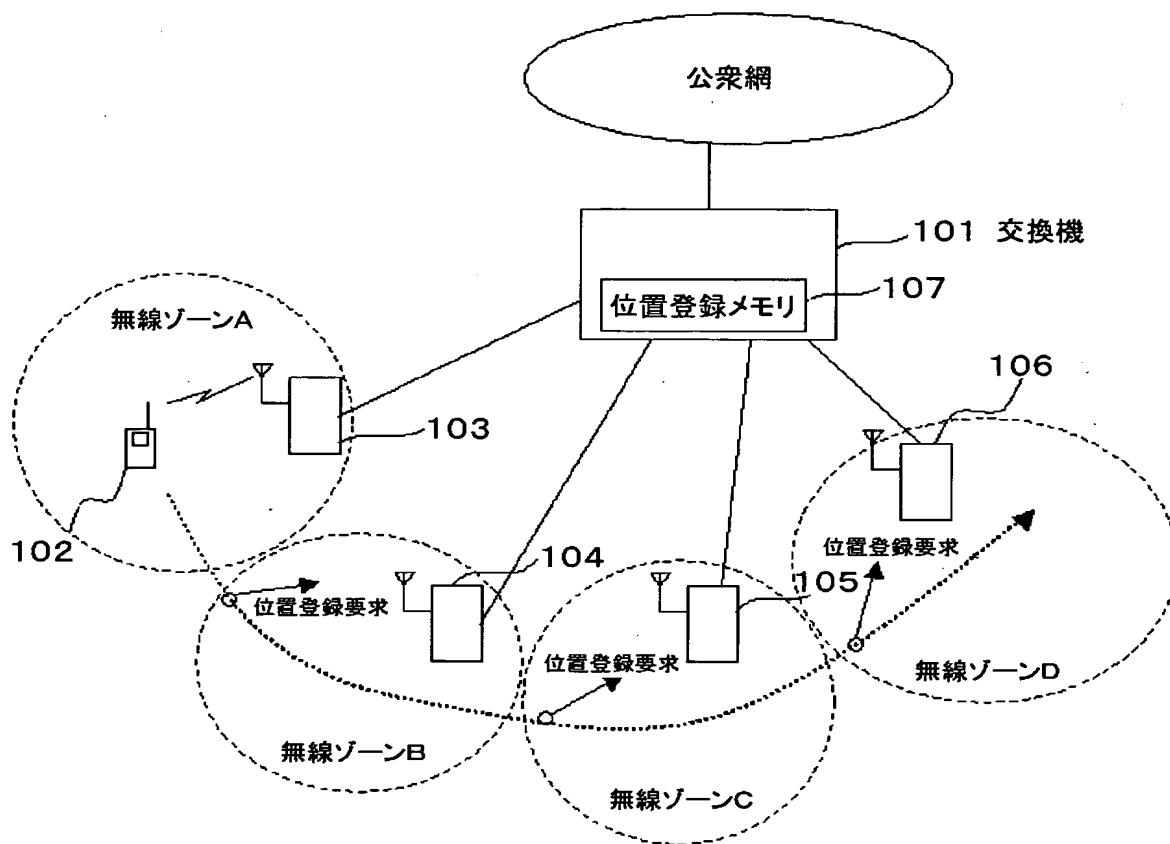 公衆網
101 交換機
位置登録メモリ
107
無線ゾーンA
103
102
106
位置登録要求
104
位置登録要求
105
位置登録要求
無線ゾーンD
無線ゾーンB
無線ゾーンC